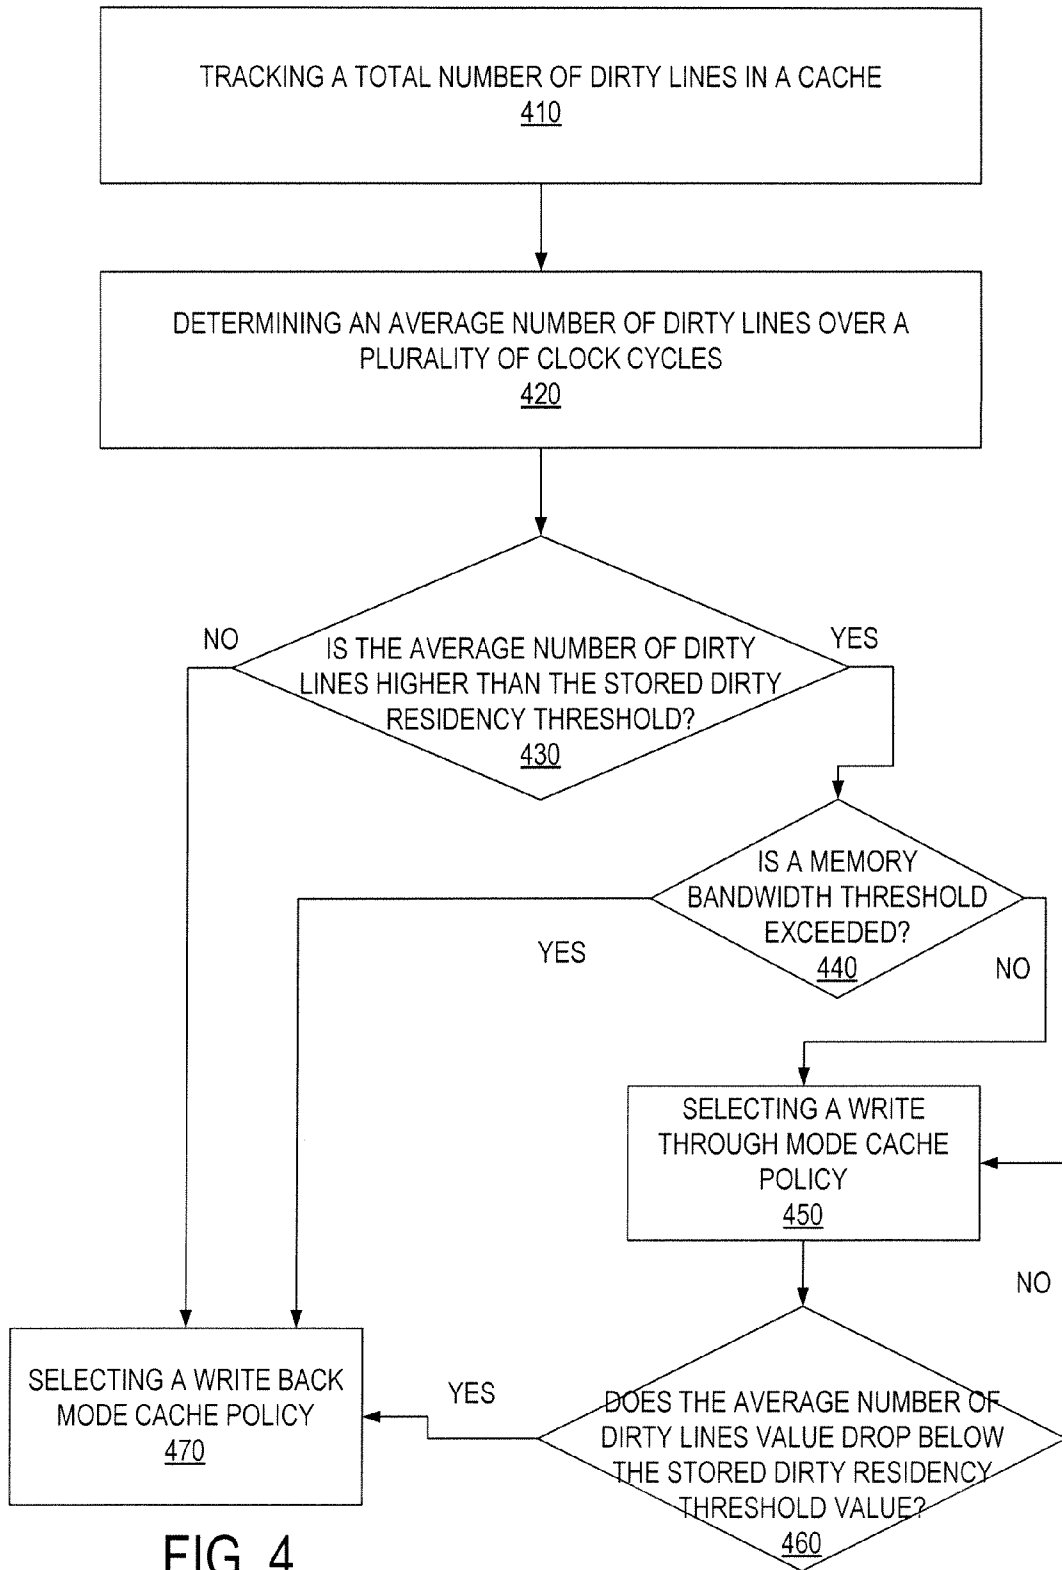 TRACKING A TOTAL NUMBER OF DIRTY LINES IN A CACHE
410
DETERMINING AN AVERAGE NUMBER OF DIRTY LINES OVER A
PLURALITY OF CLOCK CYCLES
420
NO
YES
IS THE AVERAGE NUMBER OF DIRTY
LINES HIGHER THAN THE STORED DIRTY
RESIDENCY THRESHOLD?
430
IS A MEMORY
BANDWIDTH THRESHOLD
EXCEEDED?
440
YES
NO
SELECTING A WRITE
THROUGH MODE CACHE
POLICY
450
NO
SELECTING A WRITE BACK
MODE CACHE POLICY
470
YES
DOES THE AVERAGE NUMBER OF
DIRTY LINES VALUE DROP BELOW
THE STORED DIRTY RESIDENCY
THRESHOLD VALUE?
460
FIG. 4